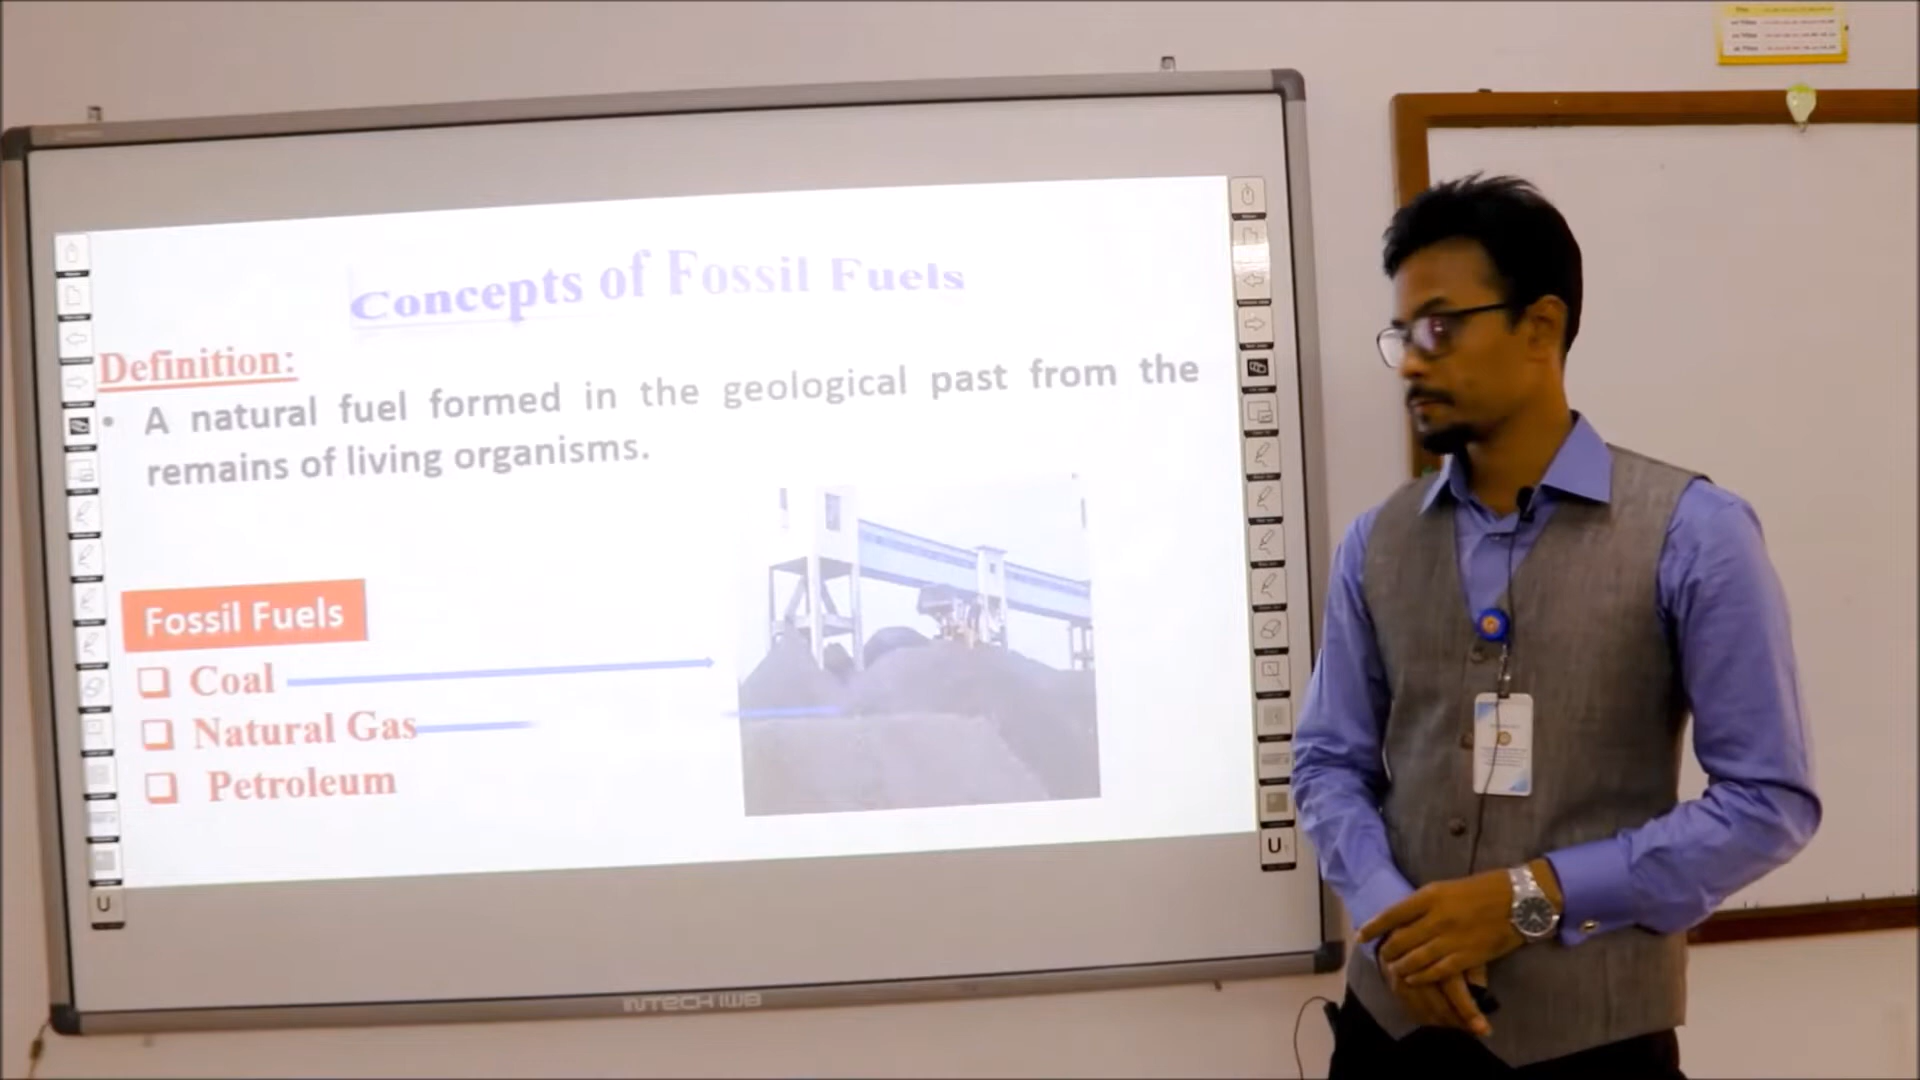 Concepts of Fossil Fuels
Definition:
• A natural fuel formed in the geological past from the
remains of living organisms.
Fossil Fuels
❑ Coal
❑ Natural Gas
❑ Petroleum
U
U
INTECH IWB